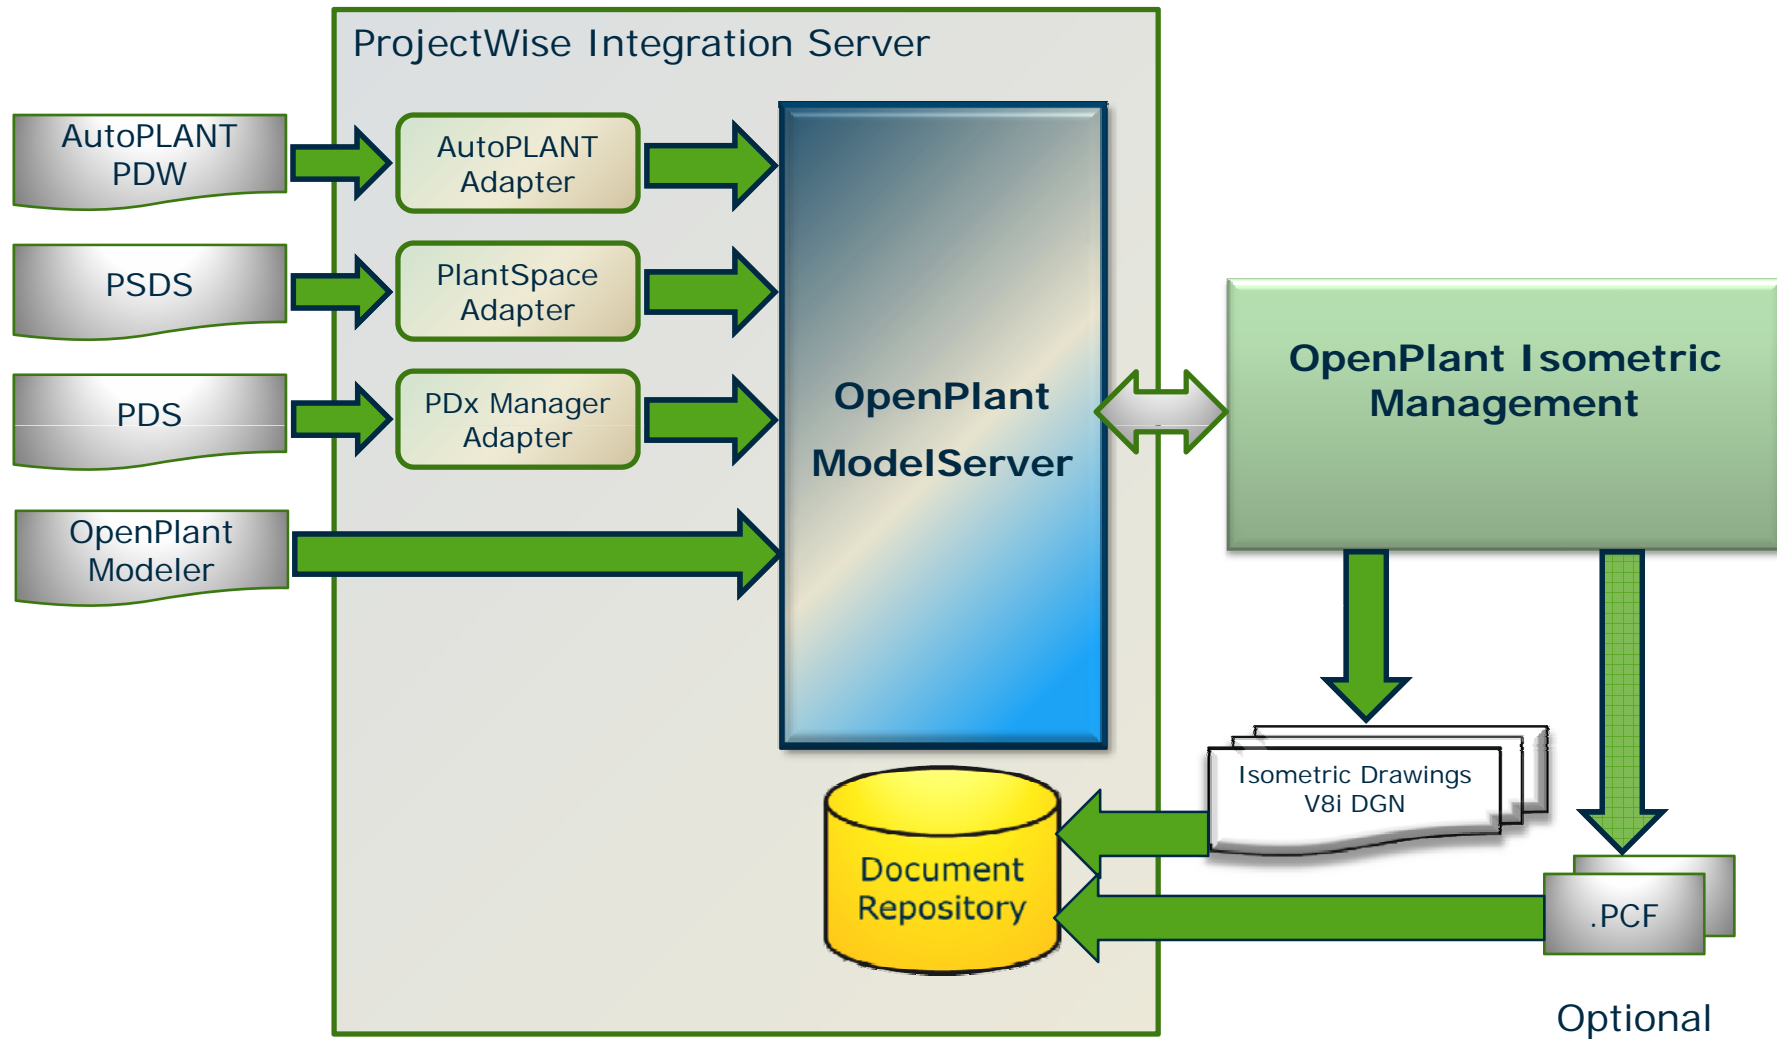 ProjectWise Integration Server
AutoPLANT
PDW
AutoPLANT
Adapter
PSDS
PlantSpace
Adapter
PDS
PDx Manager
Adapter
OpenPlant
Modeler
OpenPlant
ModelServer
OpenPlant Isometric
Management
Isometric Drawings
V8i DGN
Document
Repository
.PCF
Optional